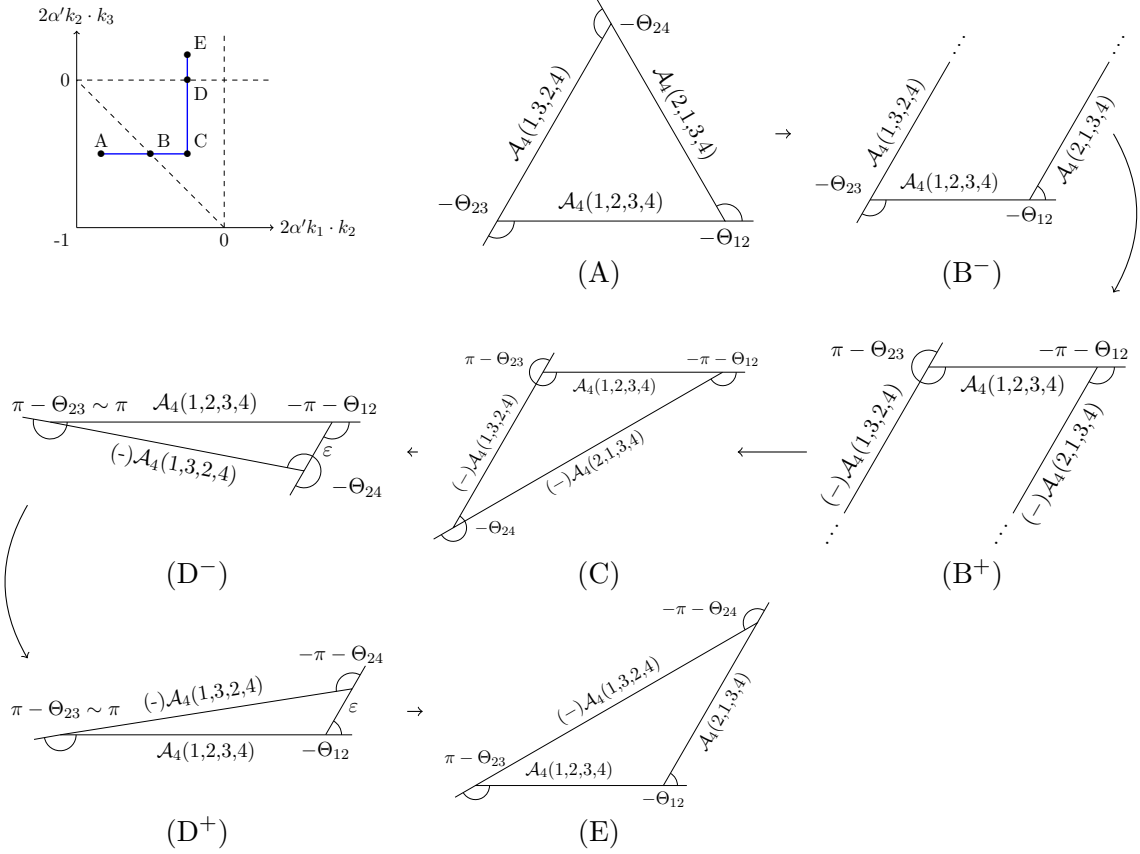 2α′k₂ · k₃
0
-1
0
2α′k₁ · k₂
A
B
C
D
E
−Θ₂₄
𝒜₄(1,3,2,4)
𝒜₄(2,1,3,4)
−Θ₂₃
𝒜₄(1,2,3,4)
−Θ₁₂
(A)
→
𝒜₄(1,3,2,4)
𝒜₄(2,1,3,4)
−Θ₂₃
𝒜₄(1,2,3,4)
−Θ₁₂
(B⁻)
π − Θ₂₃ ∼ π
𝒜₄(1,2,3,4)
−π − Θ₁₂
ε
(-)𝒜₄(1,3,2,4)
−Θ₂₄
(D⁻)
←
π − Θ₂₃
−π − Θ₁₂
𝒜₄(1,2,3,4)
(−)𝒜₄(1,3,2,4)
(−)𝒜₄(2,1,3,4)
−Θ₂₄
(C)
←
π − Θ₂₃
−π − Θ₁₂
𝒜₄(1,2,3,4)
(−)𝒜₄(1,3,2,4)
(−)𝒜₄(2,1,3,4)
(B⁺)
−π − Θ₂₄
(-)𝒜₄(1,3,2,4)
π − Θ₂₃ ∼ π
ε
𝒜₄(1,2,3,4)
−Θ₁₂
(D⁺)
→
−π − Θ₂₄
(−)𝒜₄(1,3,2,4)
𝒜₄(2,1,3,4)
π − Θ₂₃
𝒜₄(1,2,3,4)
−Θ₁₂
(E)